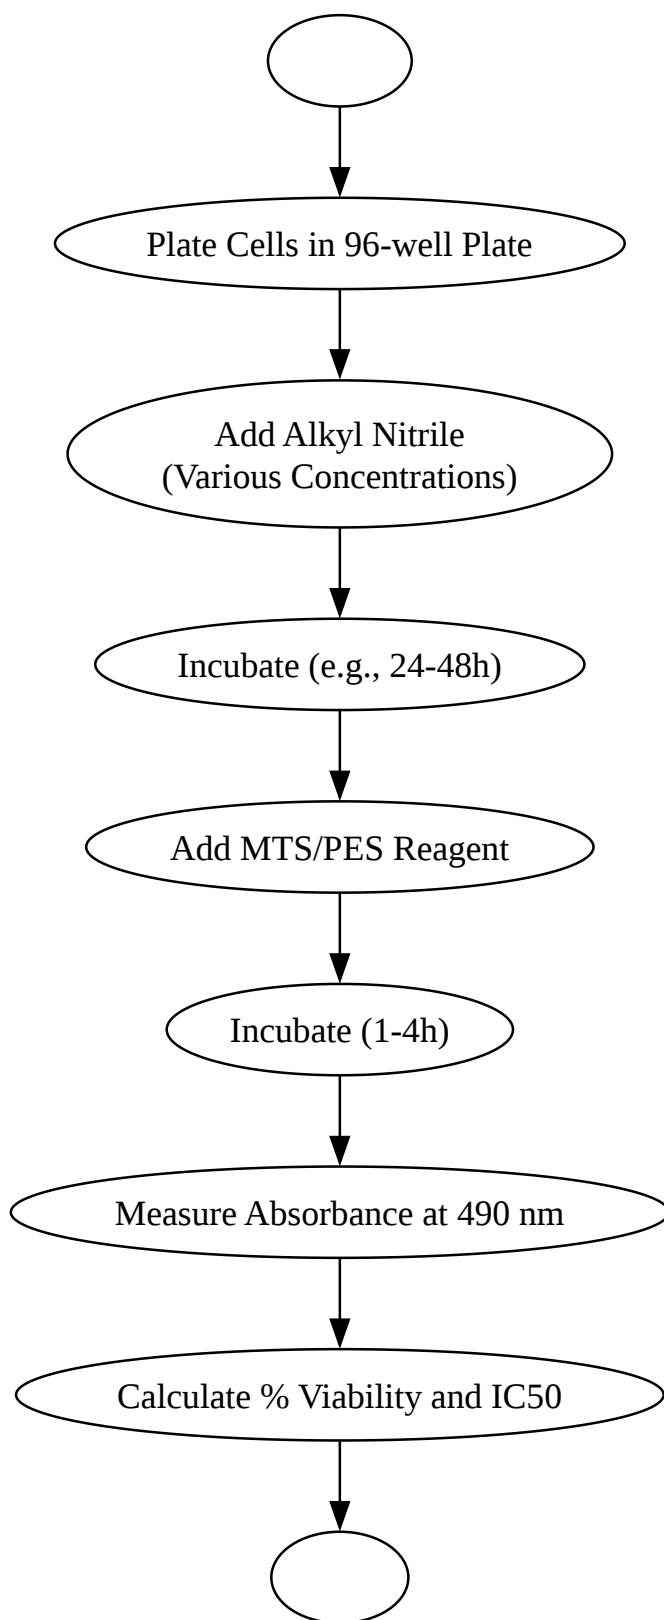 Plate Cells in 96-well Plate
Add Alkyl Nitrile
(Various Concentrations)
Incubate (e.g., 24-48h)
Add MTS/PES Reagent
Incubate (1-4h)
Measure Absorbance at 490 nm
Calculate % Viability and IC50